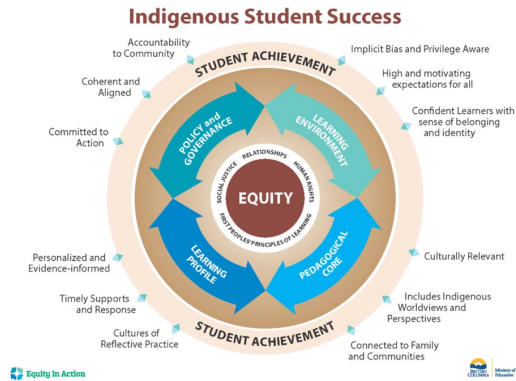 Indigenous Student Success
Accountability
to Community
Coherent and
Aligned
Committed to
Action
STUDENT ACHIEVEMENT
Implicit Bias and Privilege Aware
High and motivating
expectations for all
Confident Learners with
sense of belonging
and identity
POLICY and
GOVERNANCE
LEARNING
ENVIRONMENT
RELATIONSHIPS
SOCIAL JUSTICE
HUMAN RIGHTS
EQUITY
FIRST PEOPLES' PRINCIPLES OF LEARNING
LEARNING
PROFILE
PEDAGOGICAL
CORE
Personalized and
Evidence-informed
Timely Supports
and Response
Cultures of
Reflective Practice
STUDENT ACHIEVEMENT
Culturally Relevant
Includes Indigenous
Worldviews and
Perspectives
Connected to Family
and Communities
Equity In Action
BRITISH
COLUMBIA
Ministry of
Education